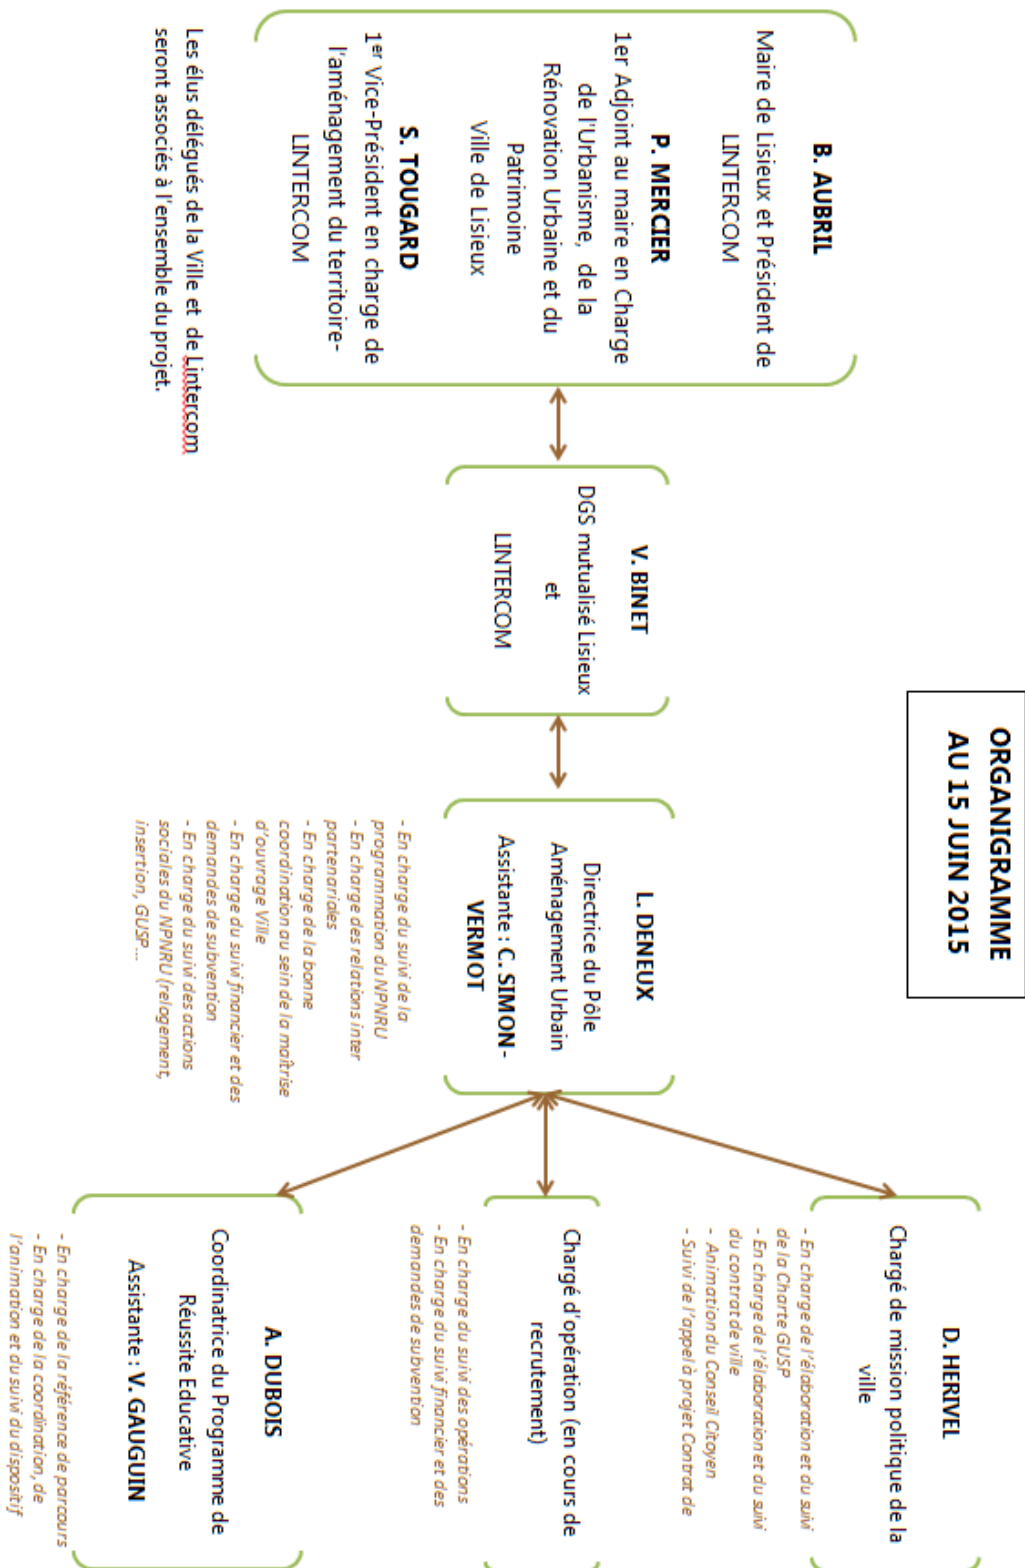 ORGANIGRAMME
AU 15 JUIN 2015
B. AUBRIL
Maire de Lisieux et Président de
LINTERCOM
P. MERCIER
1er Adjoint au maire en Charge
de l'Urbanisme, de la
Rénovation Urbaine et du
Patrimoine
Ville de Lisieux
S. TOUGARD
1er Vice-Président en charge de
l'aménagement du territoire-
LINTERCOM
Les élus délégués de la Ville et de Lintercom
seront associés à l'ensemble du projet.
V. BINET
DGS mutualisé Lisieux
et
LINTERCOM
L. DENEUX
Directrice du Pôle
Aménagement Urbain
Assistante : C. SIMON-
VERMOT
- En charge du suivi de la
programmation du NPNRU
- En charge des relations inter
partenariales
- En charge de la bonne
coordination au sein de la maîtrise
d'ouvrage Ville
- En charge du suivi financier et des
demandes de subvention
- En charge du suivi des actions
sociales du NPNRU (relogement,
insertion, GUSP...
D. HERIVEL
Chargé de mission politique de la
ville
- En charge de l'élaboration et du suivi
de la Charte GUSP
- En charge de l'élaboration et du suivi
du contrat de ville
- Animation du Conseil Citoyen
- Suivi de l'appel à projet Contrat de
Chargé d'opération (en cours de
recrutement)
- En charge du suivi des opérations
- En charge du suivi financier et des
demandes de subvention
A. DUBOIS
Coordinatrice du Programme de
Réussite Educative
Assistante : V. GAUGUIN
- En charge de la référence de parcours
- En charge de la coordination, de
l'animation et du suivi du dispositif